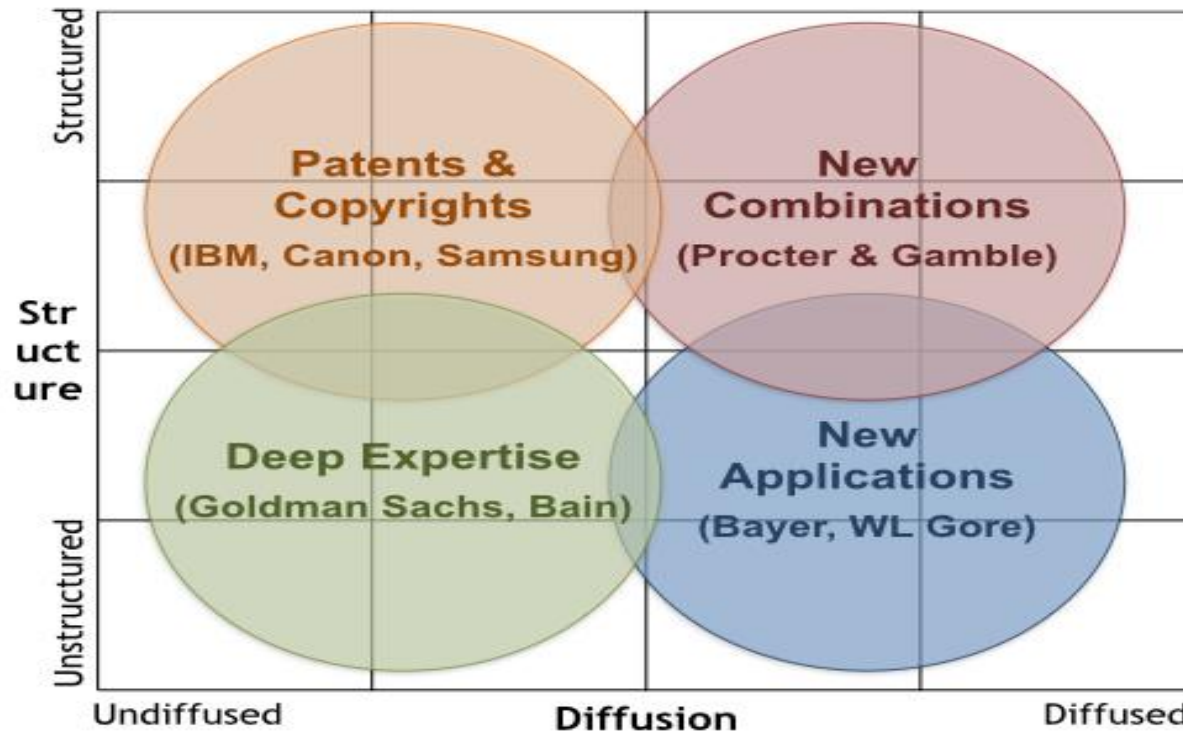 Structured
Patents &
Copyrights
(IBM, Canon, Samsung)
New
Combinations
(Procter & Gamble)
Str
uct
ure
Deep Expertise
(Goldman Sachs, Bain)
New
Applications
(Bayer, WL Gore)
Unstructured
Undiffused
Diffusion
Diffused